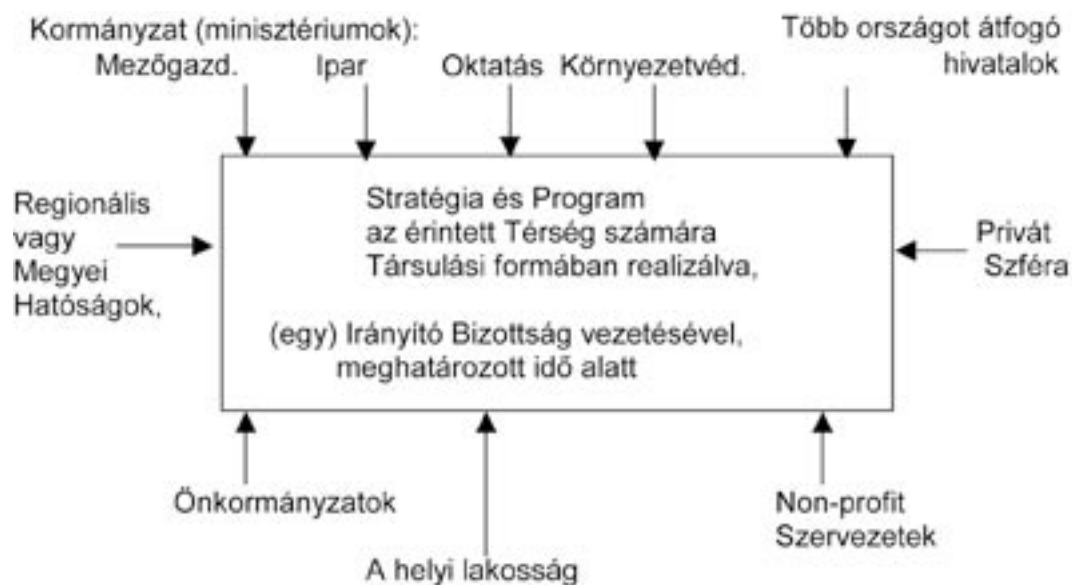 Kormányzat (minisztériumok):
Mezőgazd. Ipar Oktatás Környezetvéd.
Több országot átfogó
hivatalok
Regionális
vagy
Megyei
Hatóságok,
Stratégia és Program
az érintett Térség számára
Társulási formában realizálva,
(egy) Irányító Bizottság vezetésével,
meghatározott idő alatt
Privát
Szféra
Önkormányzatok
A helyi lakosság
Non-profit
Szervezetek